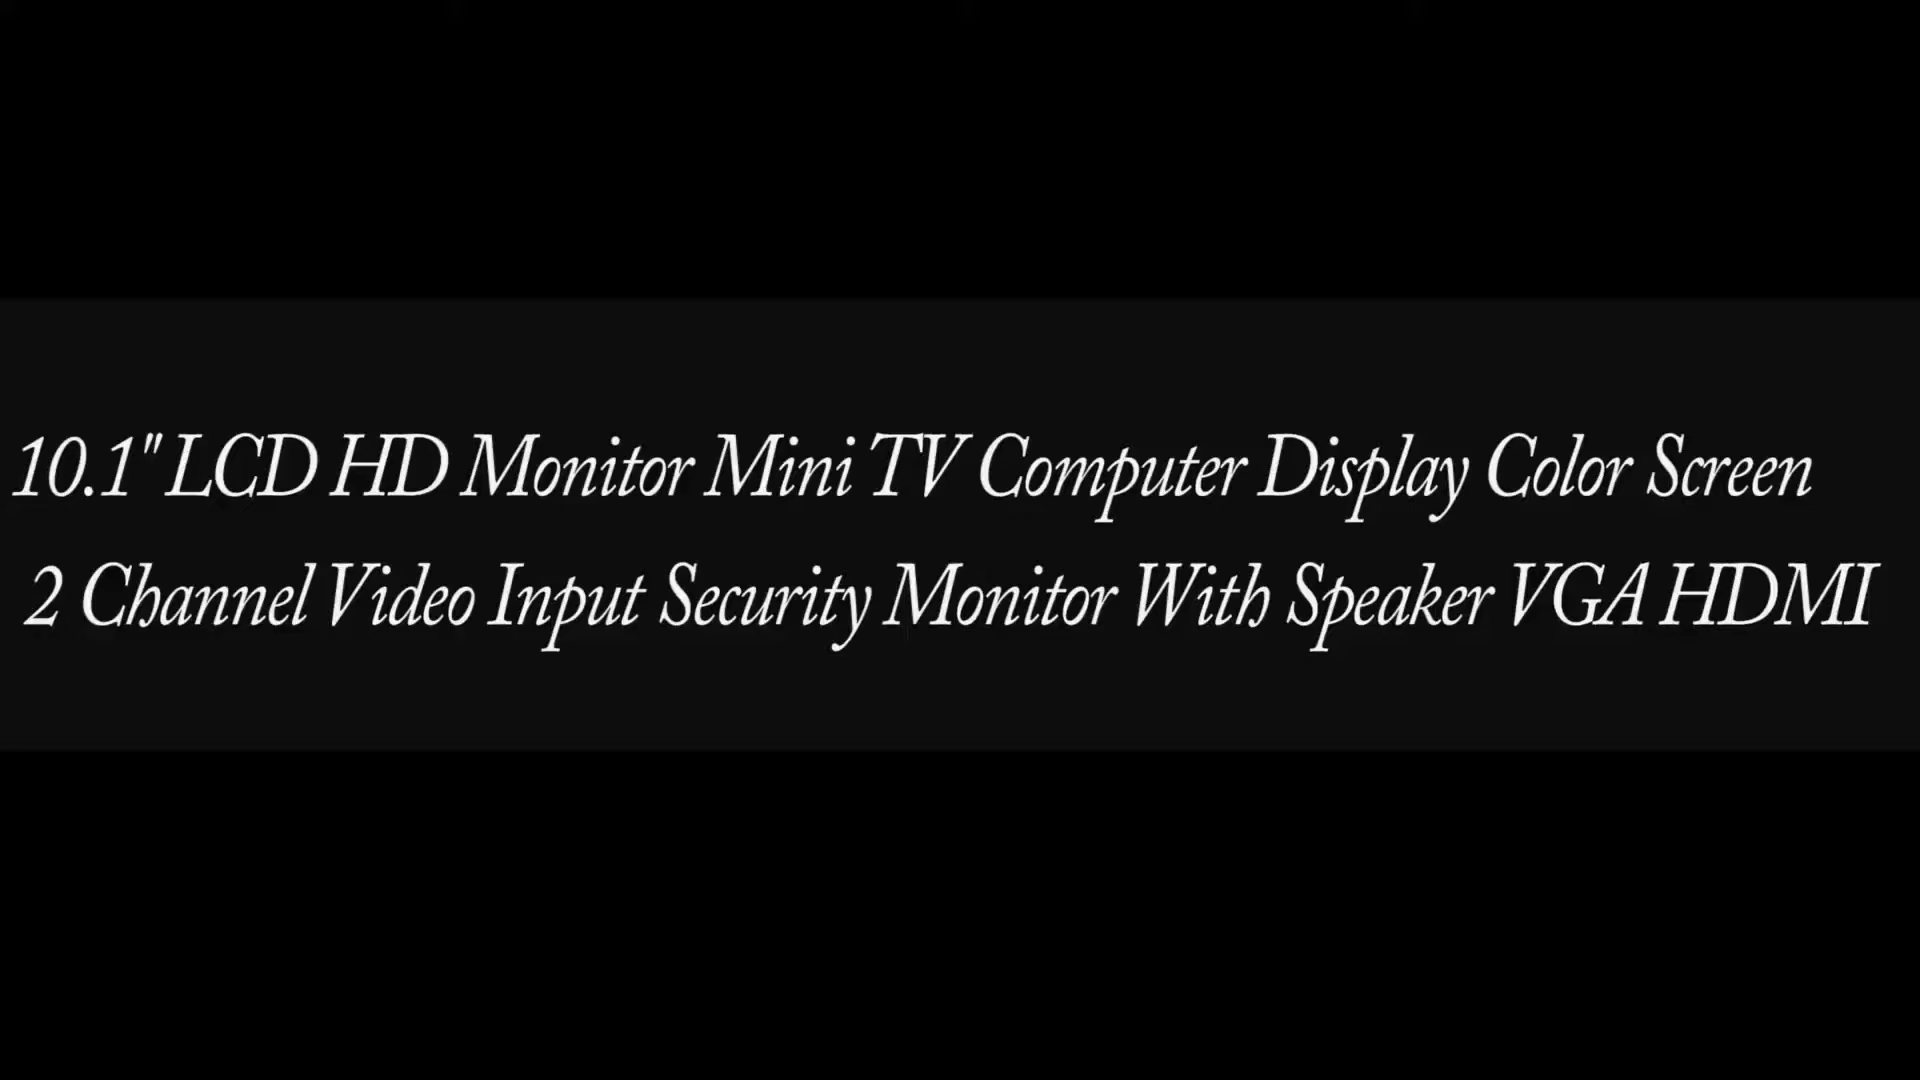 10.1" LCD HD Monitor Mini TV Computer Display Color Screen
2 Channel Video Input Security Monitor With Speaker VGA HDMI